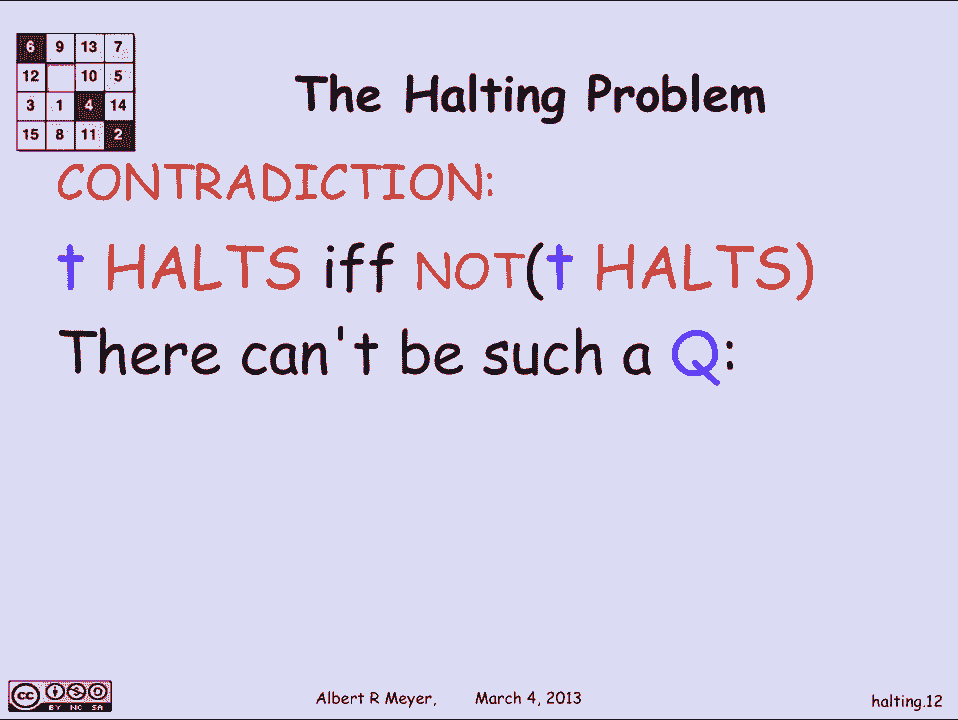 6 9 13 7
12 10 5
3 1 4 14
15 8 11 2
The Halting Problem
CONTRADICTION:
t HALTS iff NOT(t HALTS)
There can't be such a Q:
cc BY NC SA
Albert R Meyer, March 4, 2013
halting.12